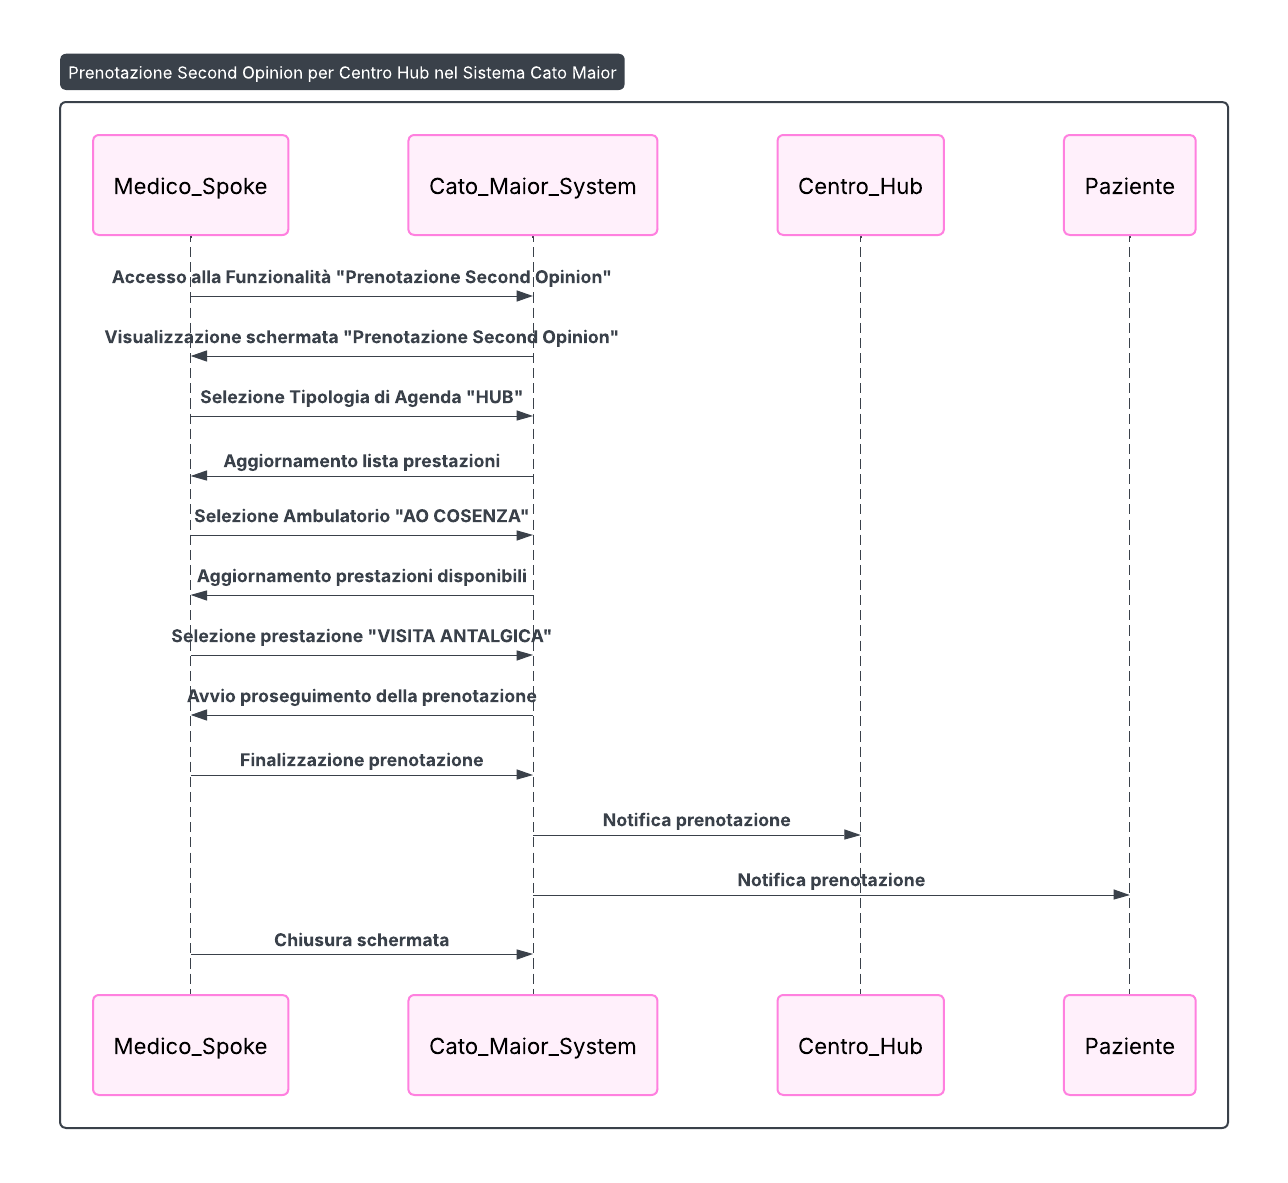 Prenotazione Second Opinion per Centro Hub nel Sistema Cato Maior
Medico_Spoke
Cato_Maior_System
Centro_Hub
Paziente
Accesso alla Funzionalità "Prenotazione Second Opinion"
Visualizzazione schermata "Prenotazione Second Opinion"
Selezione Tipologia di Agenda "HUB"
Aggiornamento lista prestazioni
Selezione Ambulatorio "AO COSENZA"
Aggiornamento prestazioni disponibili
Selezione prestazione "VISITA ANTALGICA"
Avvio proseguimento della prenotazione
Finalizzazione prenotazione
Notifica prenotazione
Notifica prenotazione
Chiusura schermata
Medico_Spoke
Cato_Maior_System
Centro_Hub
Paziente